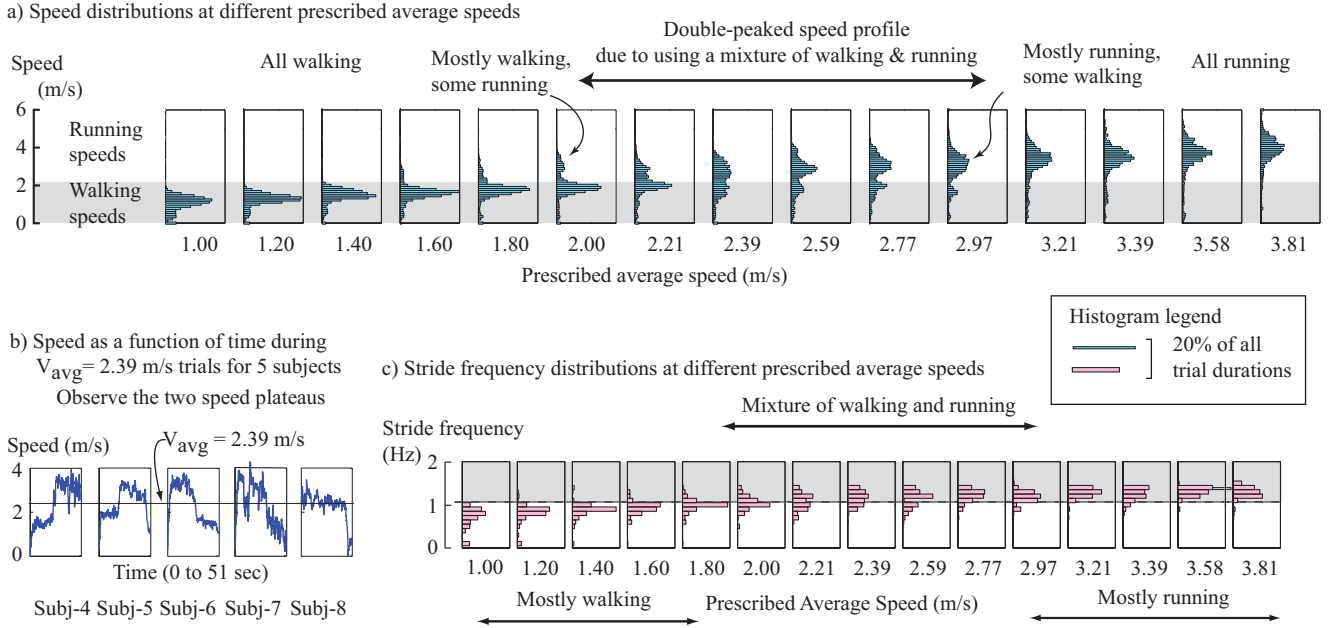 a) Speed distributions at different prescribed average speeds
Double-peaked speed profile
due to using a mixture of walking & running
All walking
Mostly walking,
some running
Mostly running,
some walking
All running
Speed
(m/s)
6
4
2
0
Running
speeds
Walking
speeds
1.00 1.20 1.40 1.60 1.80 2.00 2.21 2.39 2.59 2.77 2.97 3.21 3.39 3.58 3.81
Prescribed average speed (m/s)
Histogram legend
20% of all
trial durations
b) Speed as a function of time during
Vavg= 2.39 m/s trials for 5 subjects
Observe the two speed plateaus
Speed (m/s)
Vavg = 2.39 m/s
4
2
0
Time (0 to 51 sec)
Subj-4 Subj-5 Subj-6 Subj-7 Subj-8
c) Stride frequency distributions at different prescribed average speeds
Mixture of walking and running
Stride frequency
(Hz)
2
1
0
1.00 1.20 1.40 1.60 1.80 2.00 2.21 2.39 2.59 2.77 2.97 3.21 3.39 3.58 3.81
Mostly walking
Prescribed Average Speed (m/s)
Mostly running